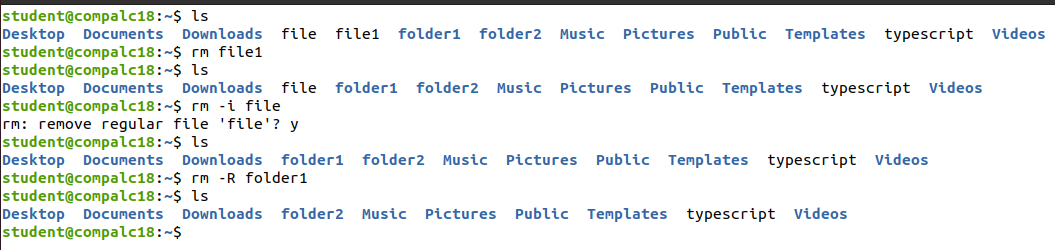 student@compalc18:~$ ls
Desktop  Documents  Downloads  file  file1  folder1  folder2  Music  Pictures  Public  Templates  typescript  Videos
student@compalc18:~$ rm file1
student@compalc18:~$ ls
Desktop  Documents  Downloads  file  folder1  folder2  Music  Pictures  Public  Templates  typescript  Videos
student@compalc18:~$ rm -i file
rm: remove regular file 'file'? y
student@compalc18:~$ ls
Desktop  Documents  Downloads  folder1  folder2  Music  Pictures  Public  Templates  typescript  Videos
student@compalc18:~$ rm -R folder1
student@compalc18:~$ ls
Desktop  Documents  Downloads  folder2  Music  Pictures  Public  Templates  typescript  Videos
student@compalc18:~$